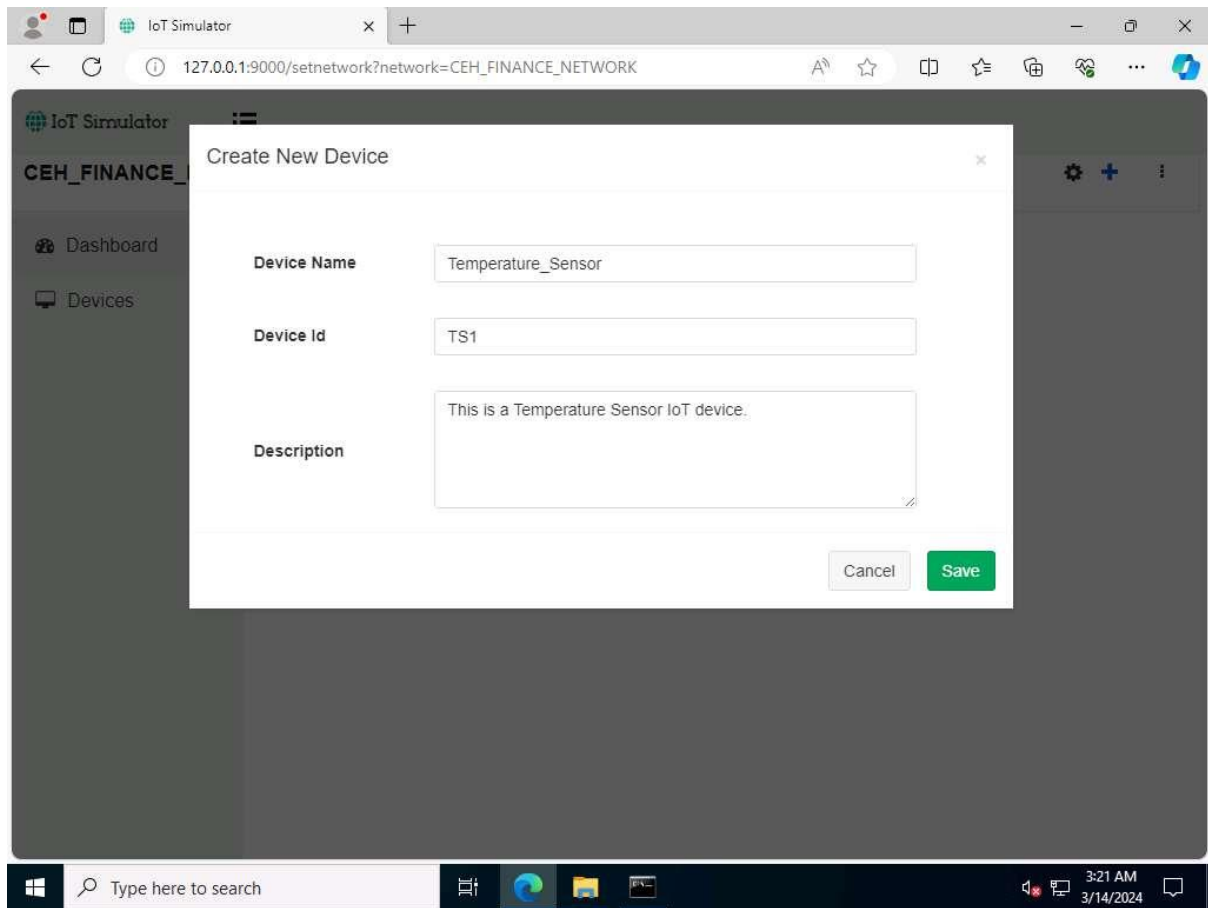 IoT Simulator
127.0.0.1:9000/setnetwork?network=CEH_FINANCE_NETWORK
IoT Simulator
CEH_FINANCE_
Create New Device
Dashboard
Devices
Device Name
Temperature_Sensor
Device Id
TS1
Description
This is a Temperature Sensor IoT device.
Cancel
Save
Type here to search
3:21 AM
3/14/2024